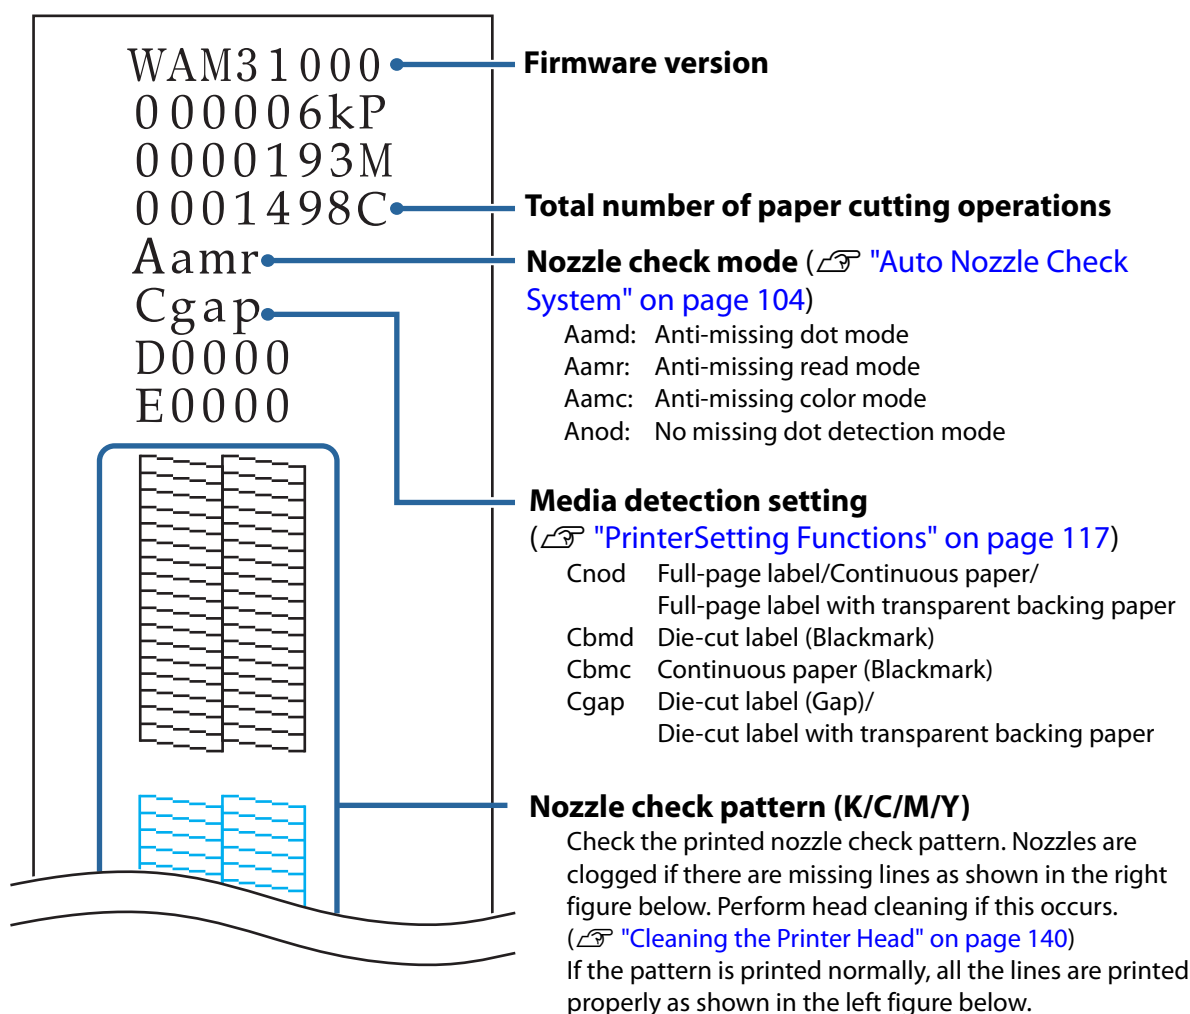 WAM31000
000006kP
0000193M
0001498C
Aamr
Cgap
D0000
E0000
Firmware version
Total number of paper cutting operations
Nozzle check mode ( "Auto Nozzle Check
System" on page 104)
Aamd: Anti-missing dot mode
Aamr: Anti-missing read mode
Aamc: Anti-missing color mode
Anod: No missing dot detection mode
Media detection setting
( "PrinterSetting Functions" on page 117)
Cnod Full-page label/Continuous paper/
Full-page label with transparent backing paper
Cbmd Die-cut label (Blackmark)
Cbmc Continuous paper (Blackmark)
Cgap Die-cut label (Gap)/
Die-cut label with transparent backing paper
Nozzle check pattern (K/C/M/Y)
Check the printed nozzle check pattern. Nozzles are
clogged if there are missing lines as shown in the right
figure below. Perform head cleaning if this occurs.
( "Cleaning the Printer Head" on page 140)
If the pattern is printed normally, all the lines are printed
properly as shown in the left figure below.